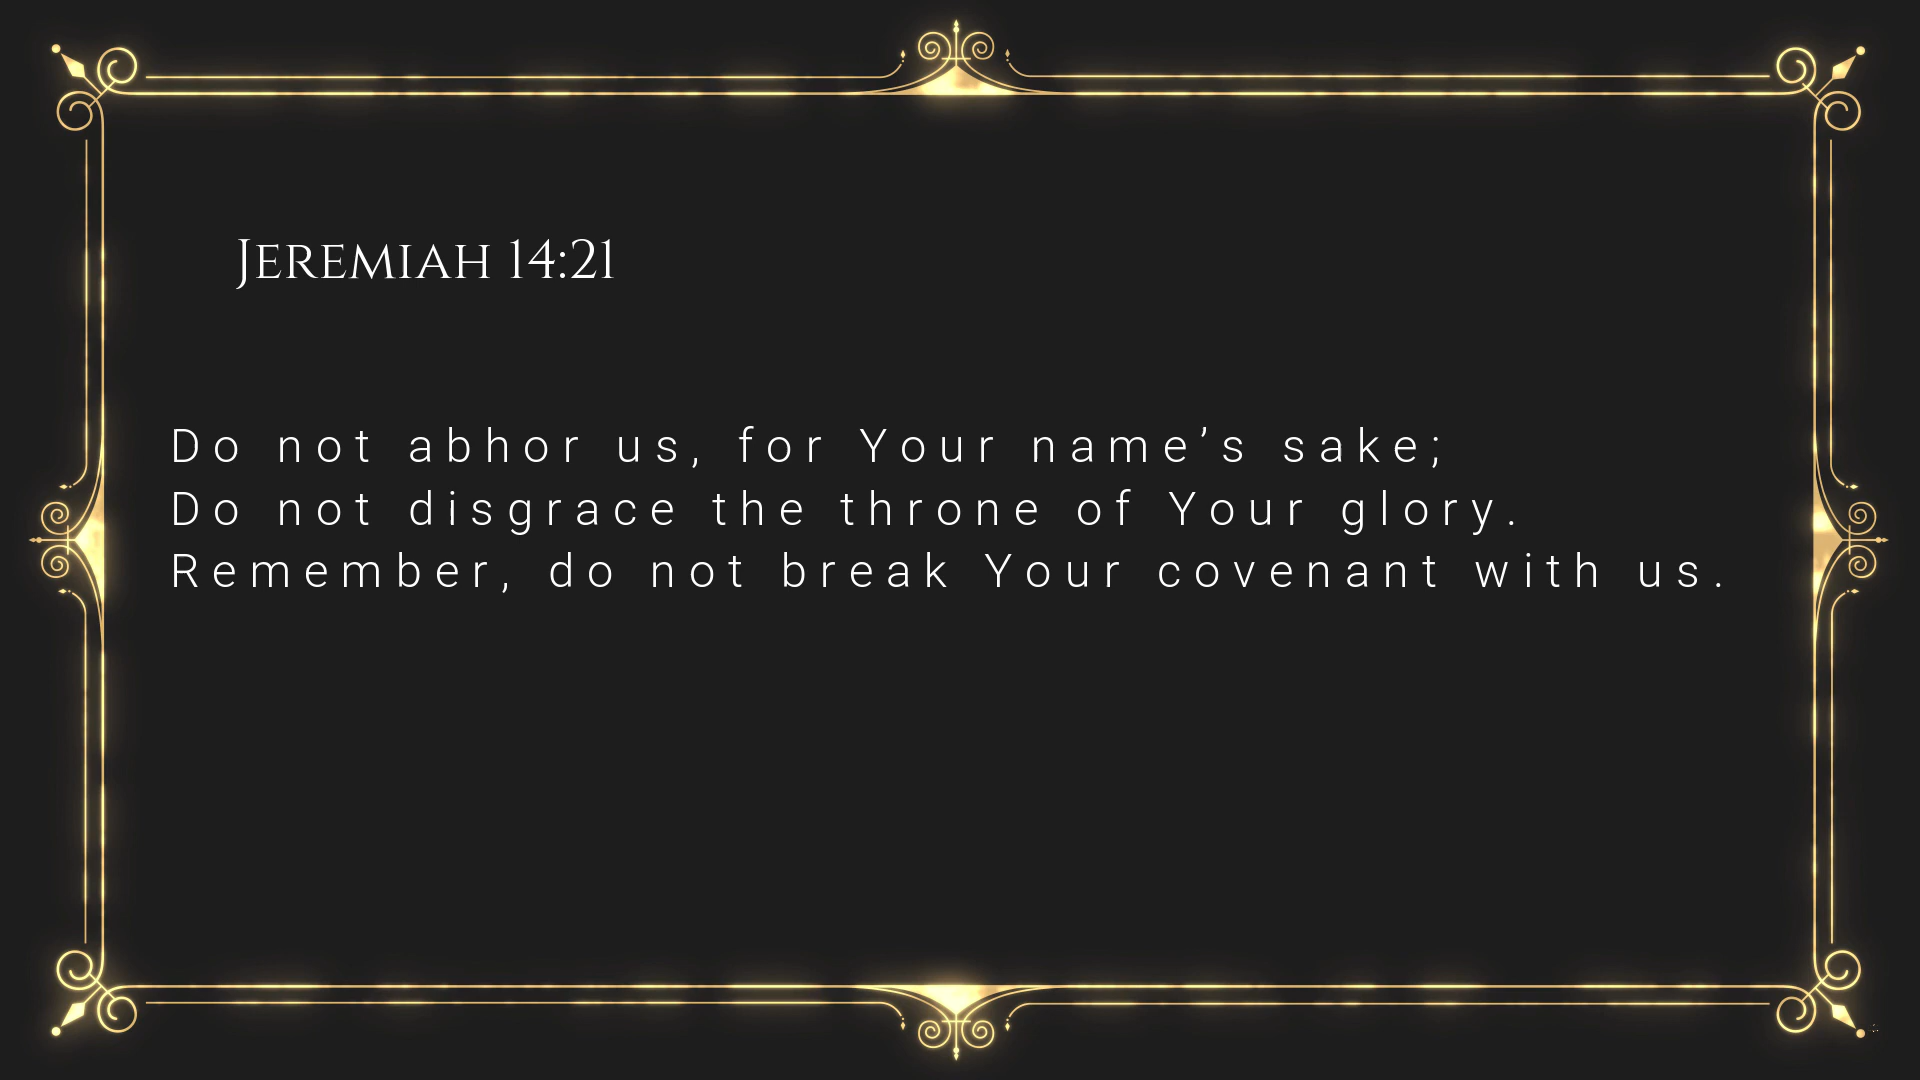 Jeremiah 14:21
Do not abhor us, for Your name’s sake;
Do not disgrace the throne of Your glory.
Remember, do not break Your covenant with us.